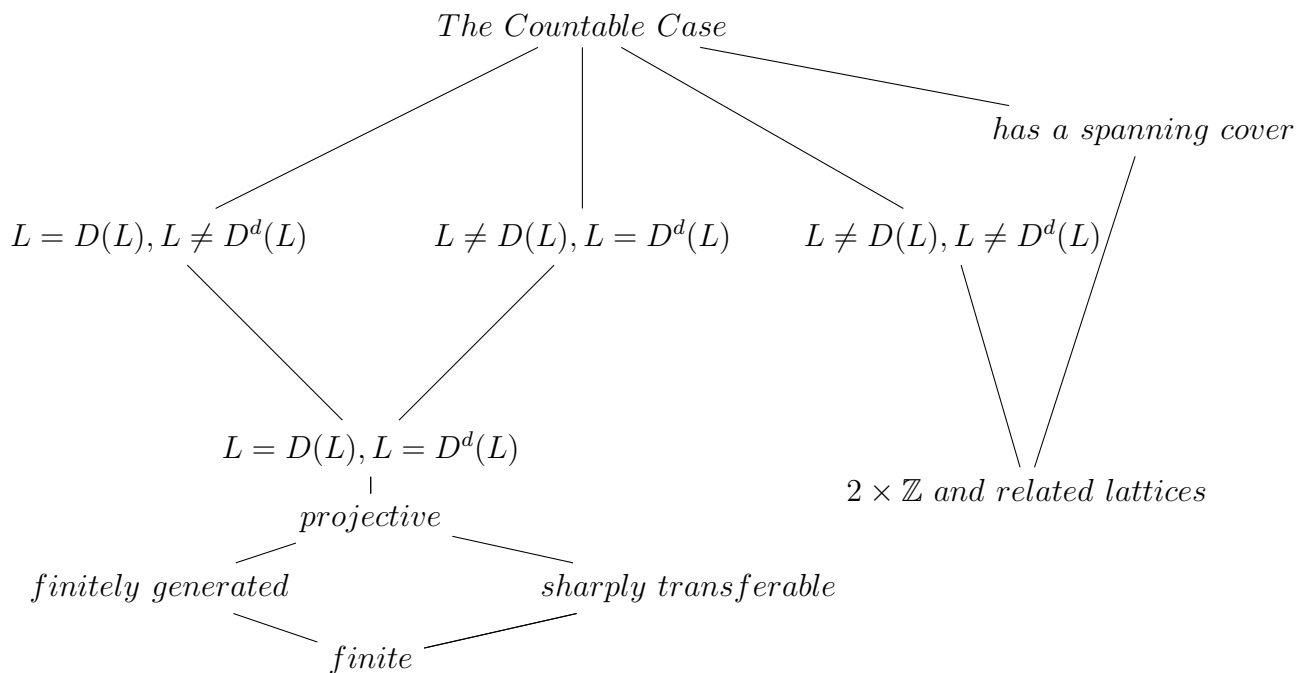 The Countable Case
has a spanning cover
L = D(L), L ≠ D^d(L)
L ≠ D(L), L = D^d(L)
L ≠ D(L), L ≠ D^d(L)
L = D(L), L = D^d(L)
2 × ℤ and related lattices
projective
finitely generated
sharply transferable
finite